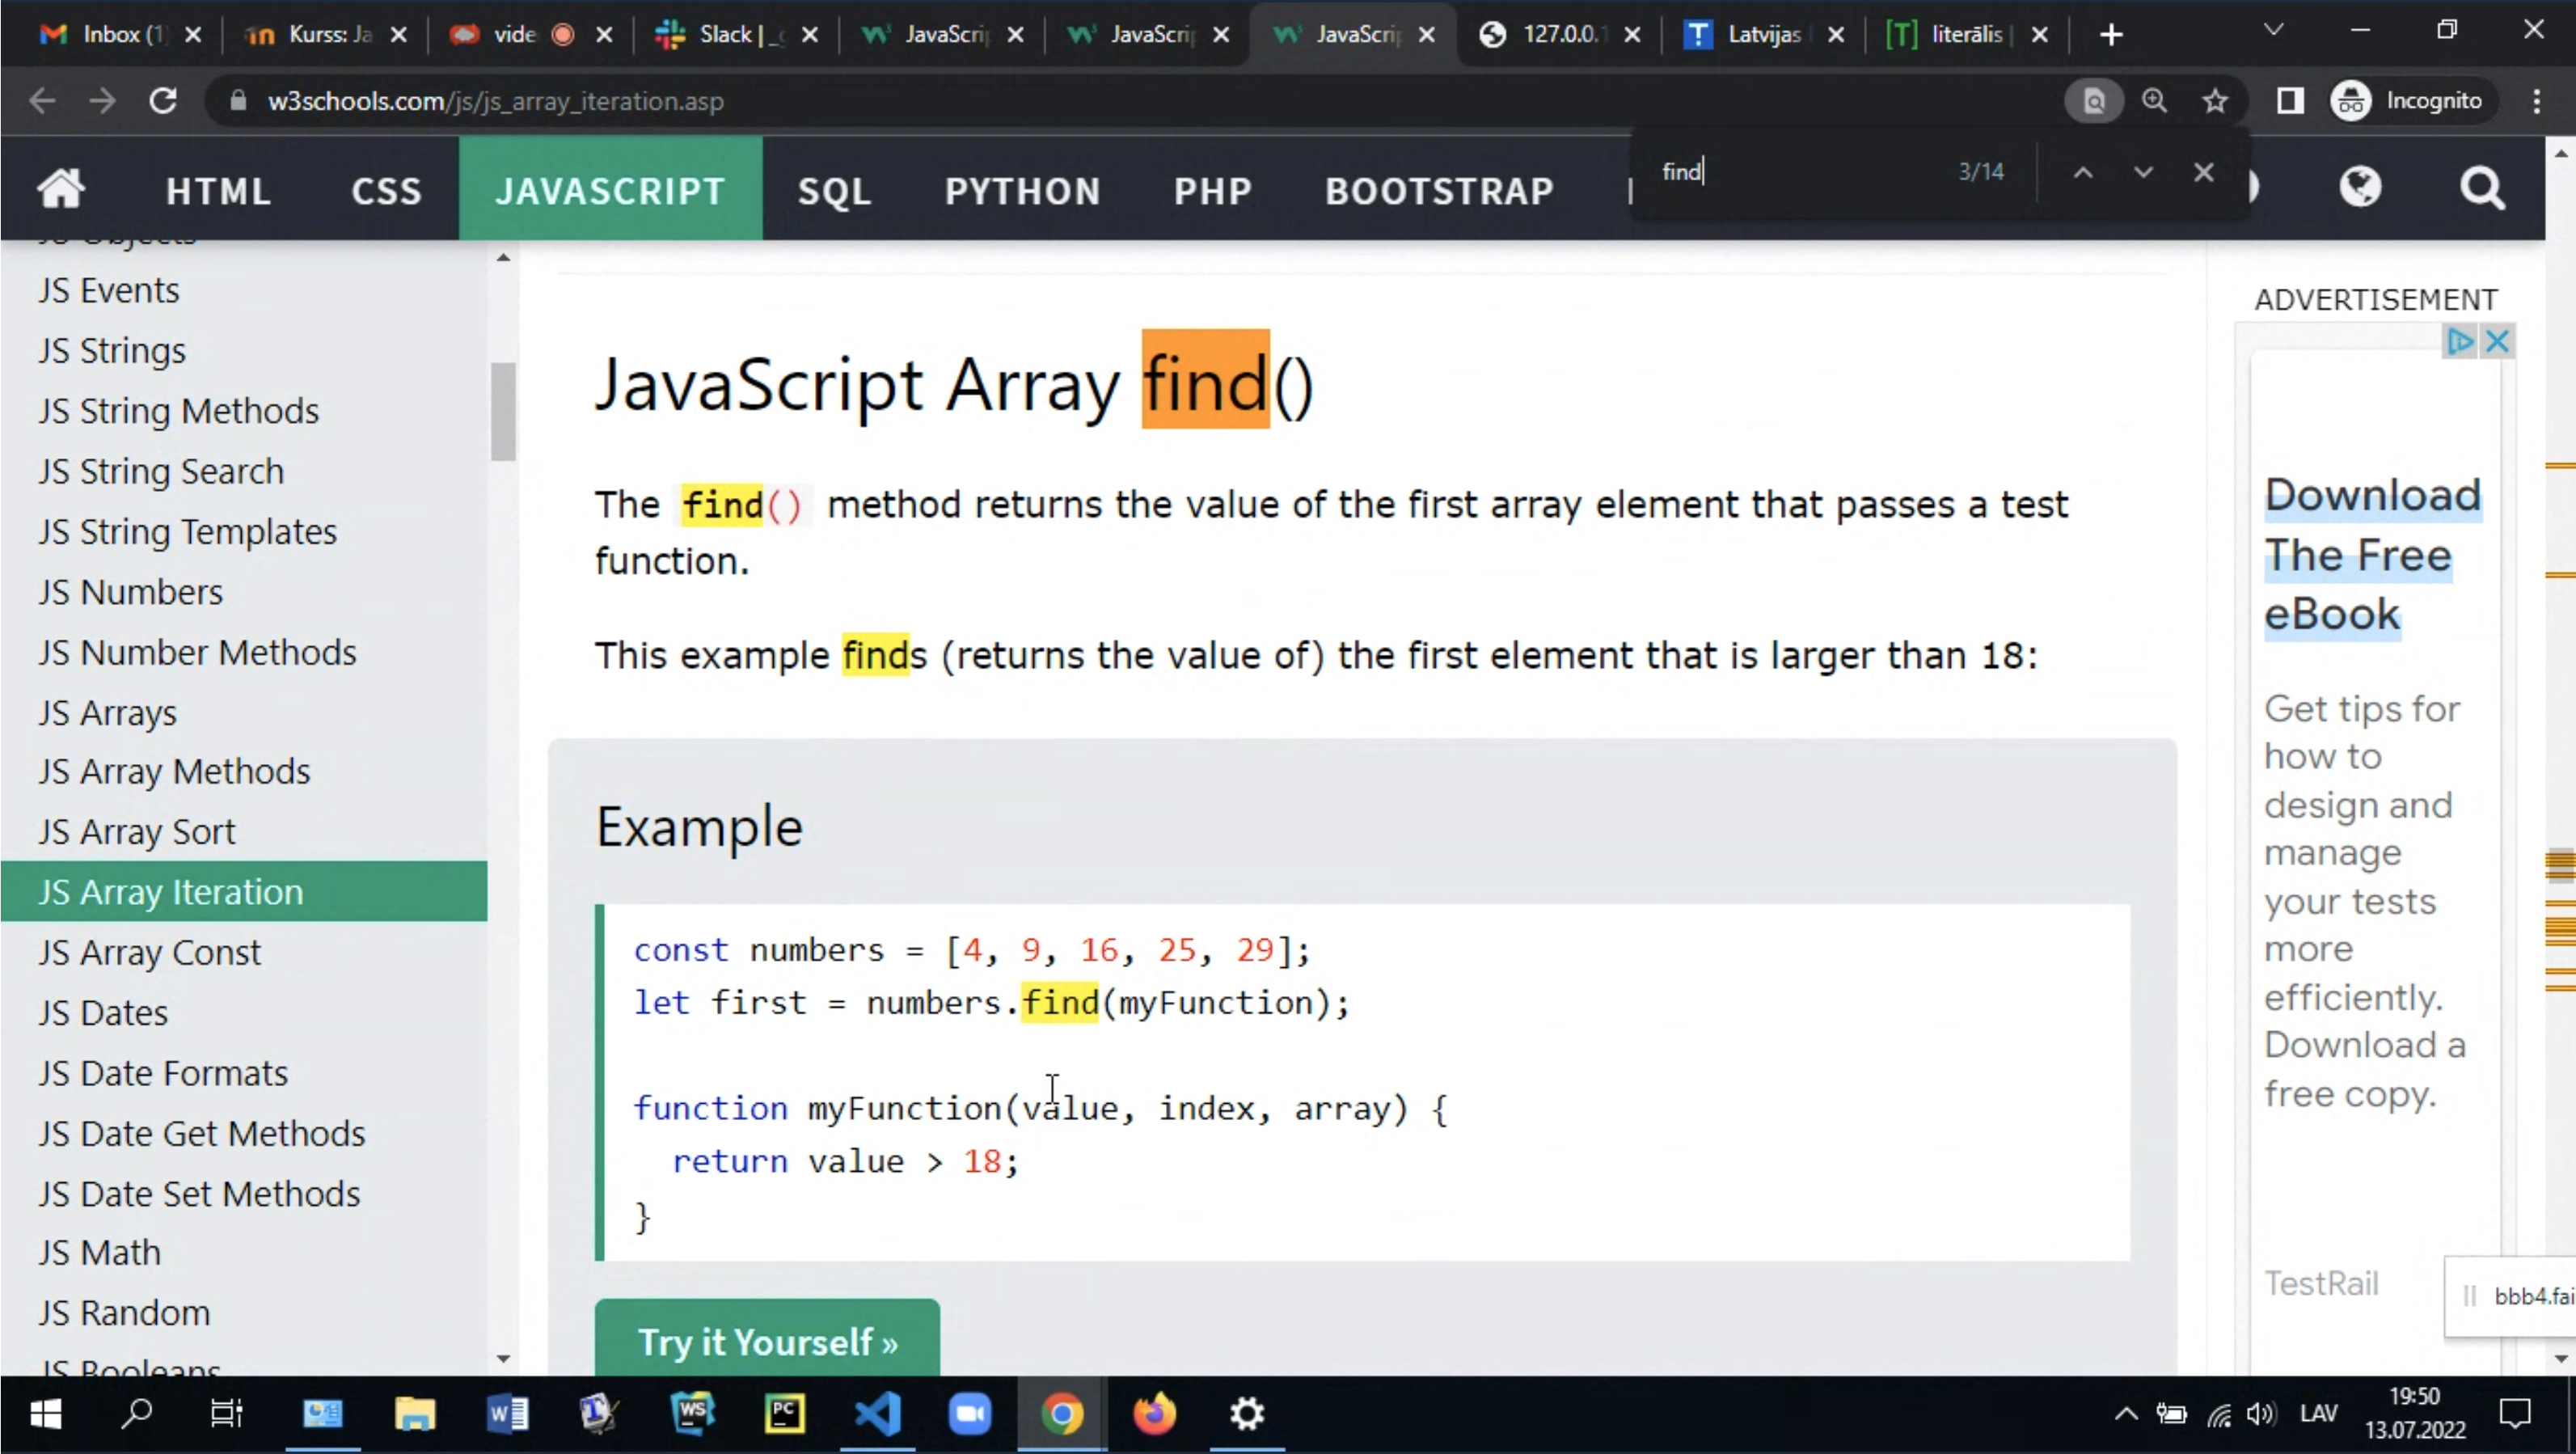 Inbox (1)
Kurss: Ja
vide
Slack | _g
JavaScrip
JavaScrip
JavaScrip
127.0.0.1
Latvijas
literālis |
w3schools.com/js/js_array_iteration.asp
Incognito
find
3/14
HTML
CSS
JAVASCRIPT
SQL
PYTHON
PHP
BOOTSTRAP
JS Objects
JS Events
JS Strings
JS String Methods
JS String Search
JS String Templates
JS Numbers
JS Number Methods
JS Arrays
JS Array Methods
JS Array Sort
JS Array Iteration
JS Array Const
JS Dates
JS Date Formats
JS Date Get Methods
JS Date Set Methods
JS Math
JS Random
JS Booleans
JavaScript Array find()
The find() method returns the value of the first array element that passes a test
function.
This example finds (returns the value of) the first element that is larger than 18:
Example
const numbers = [4, 9, 16, 25, 29];
let first = numbers.find(myFunction);
function myFunction(value, index, array) {
return value > 18;
}
Try it Yourself »
ADVERTISEMENT
Download
The Free
eBook
Get tips for
how to
design and
manage
your tests
more
efficiently.
Download a
free copy.
TestRail
bbb4.fai
LAV
19:50
13.07.2022